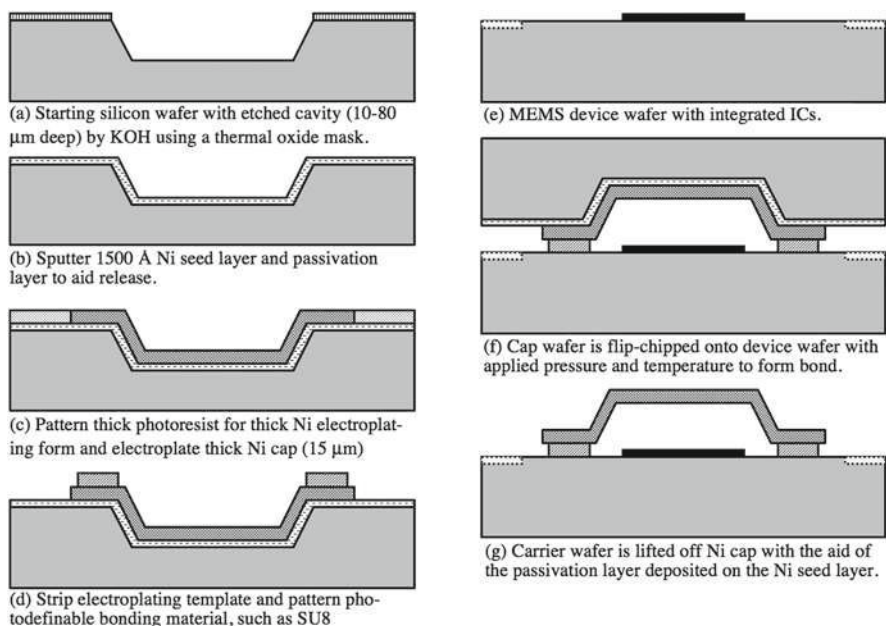 (a) Starting silicon wafer with etched cavity (10-80
μm deep) by KOH using a thermal oxide mask.
(b) Sputter 1500 Å Ni seed layer and passivation
layer to aid release.
(c) Pattern thick photoresist for thick Ni electroplat-
ing form and electroplate thick Ni cap (15 μm)
(d) Strip electroplating template and pattern pho-
todefinable bonding material, such as SU8
(e) MEMS device wafer with integrated ICs.
(f) Cap wafer is flip-chipped onto device wafer with
applied pressure and temperature to form bond.
(g) Carrier wafer is lifted off Ni cap with the aid of
the passivation layer deposited on the Ni seed layer.